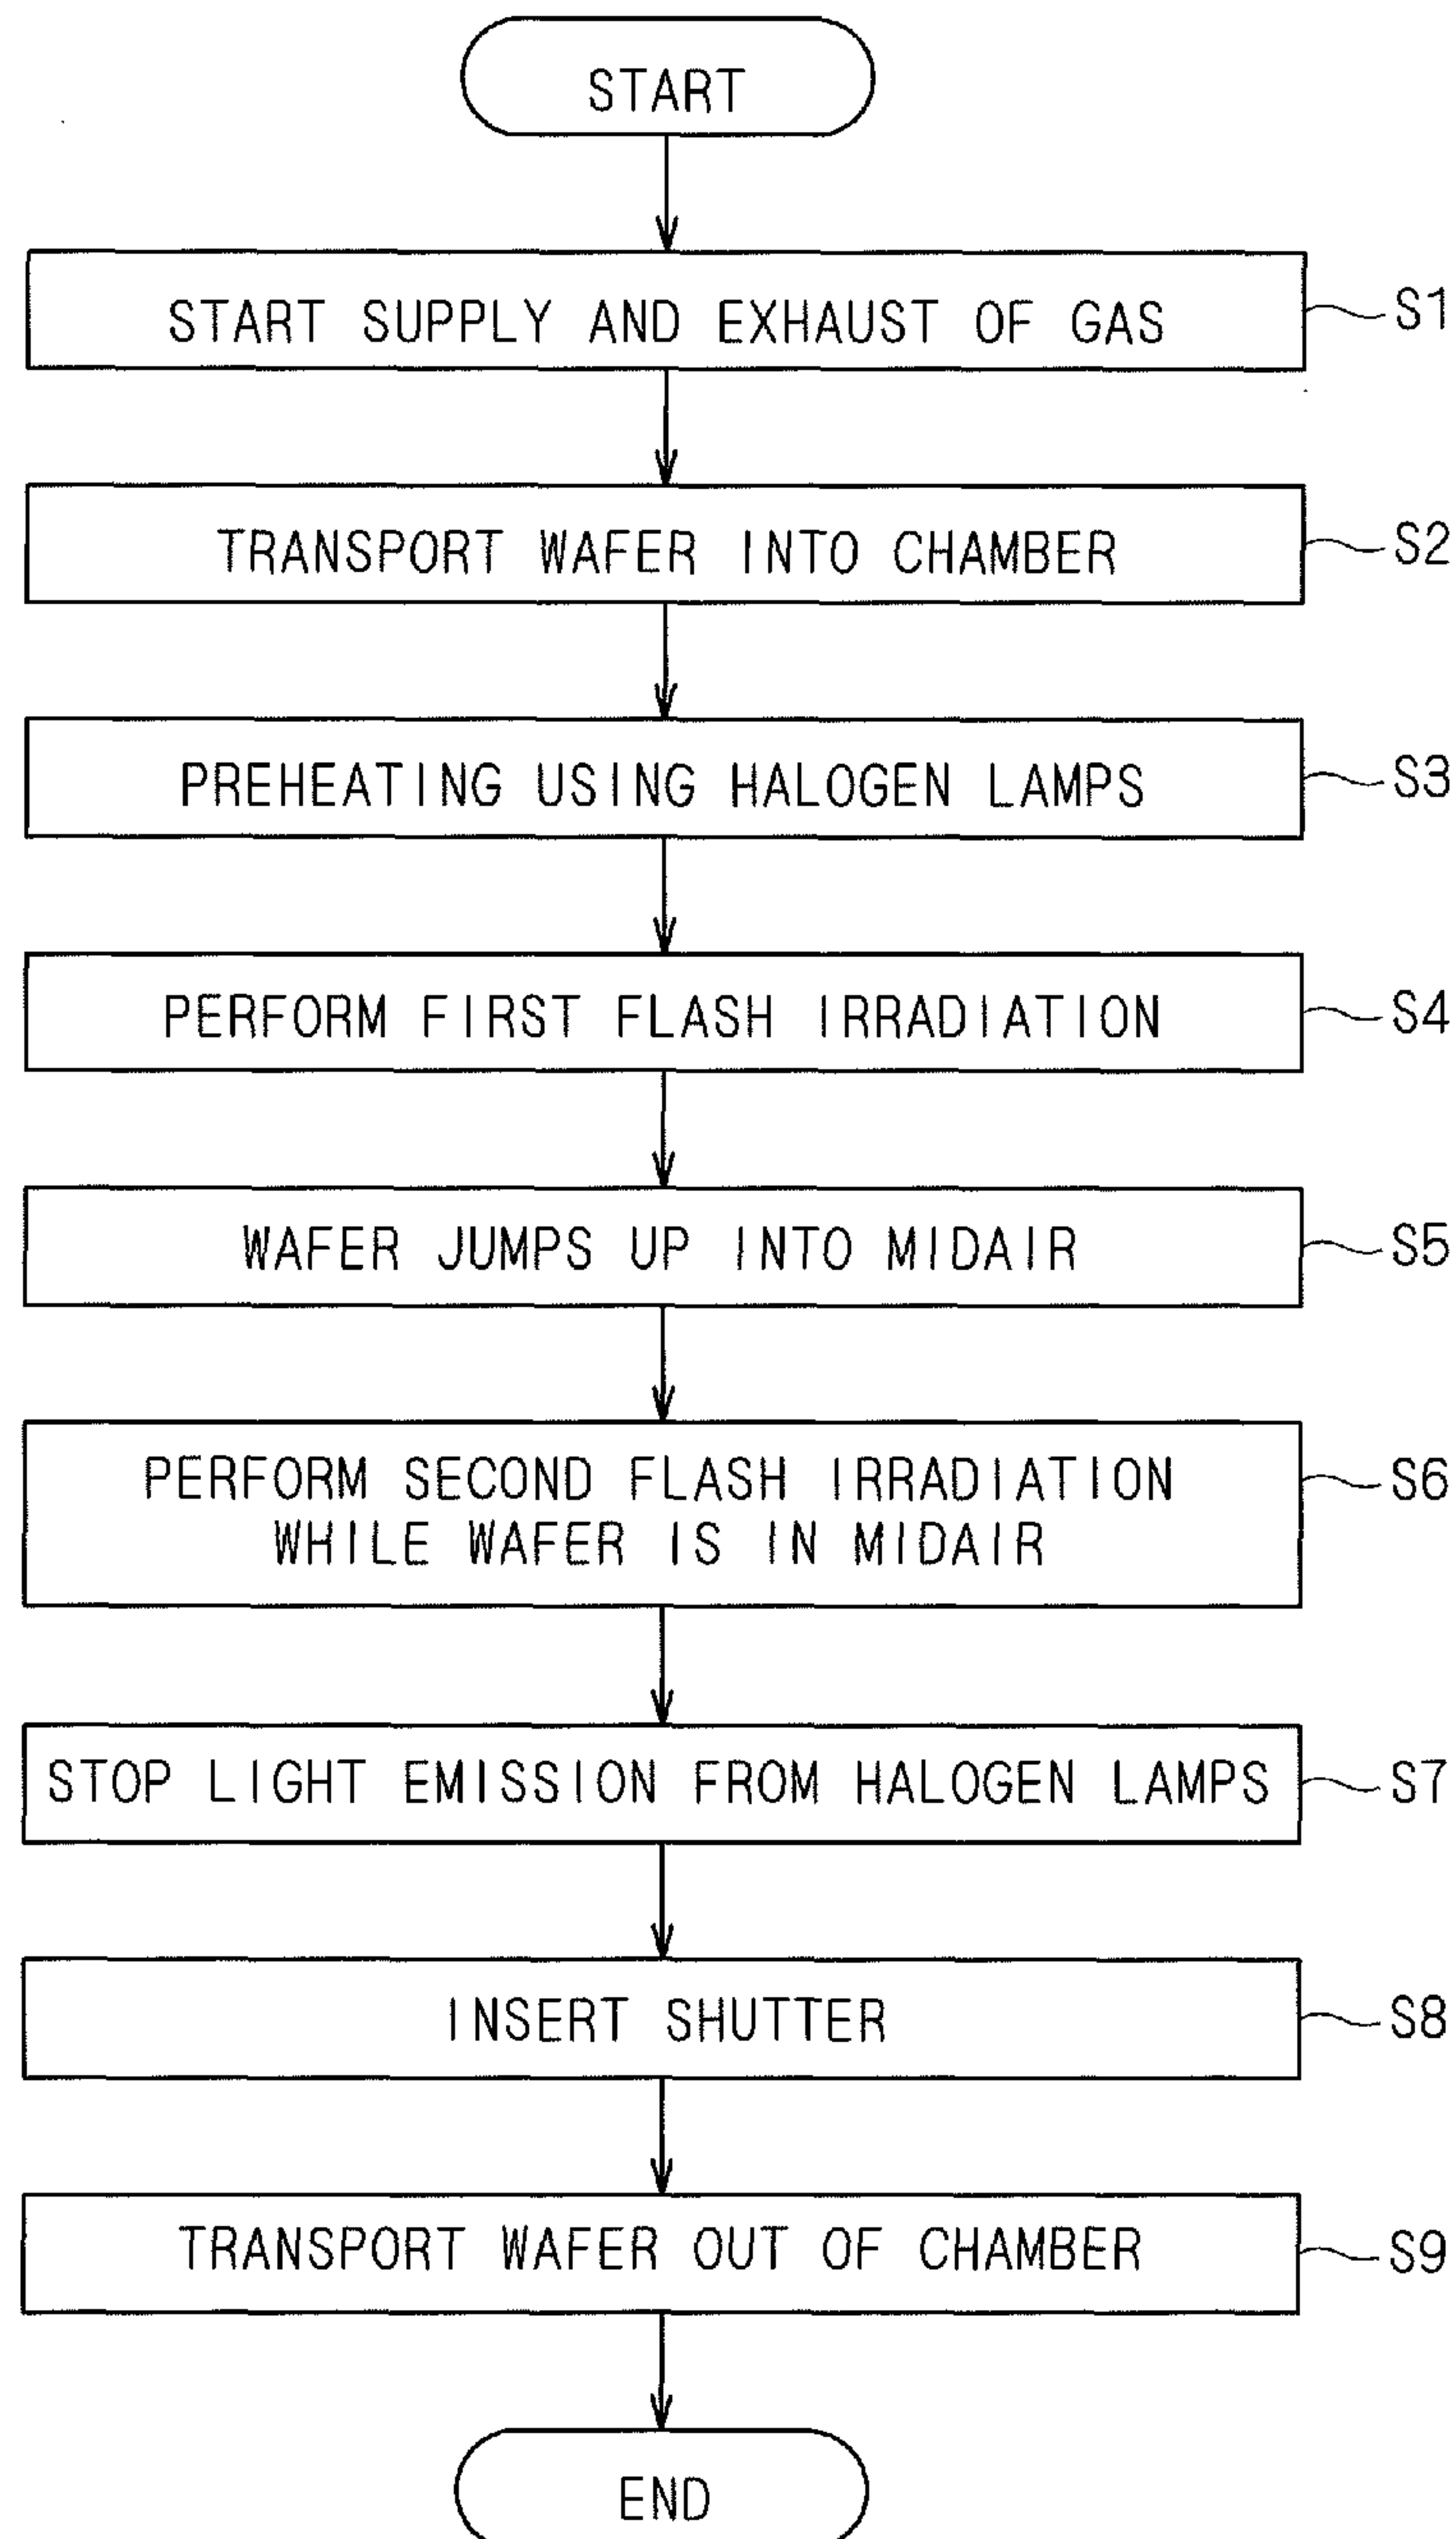 START
START SUPPLY AND EXHAUST OF GAS
S1
TRANSPORT WAFER INTO CHAMBER
S2
PREHEATING USING HALOGEN LAMPS
S3
PERFORM FIRST FLASH IRRADIATION
S4
WAFER JUMPS UP INTO MIDAIR
S5
PERFORM SECOND FLASH IRRADIATION
WHILE WAFER IS IN MIDAIR
S6
STOP LIGHT EMISSION FROM HALOGEN LAMPS
S7
INSERT SHUTTER
S8
TRANSPORT WAFER OUT OF CHAMBER
S9
END